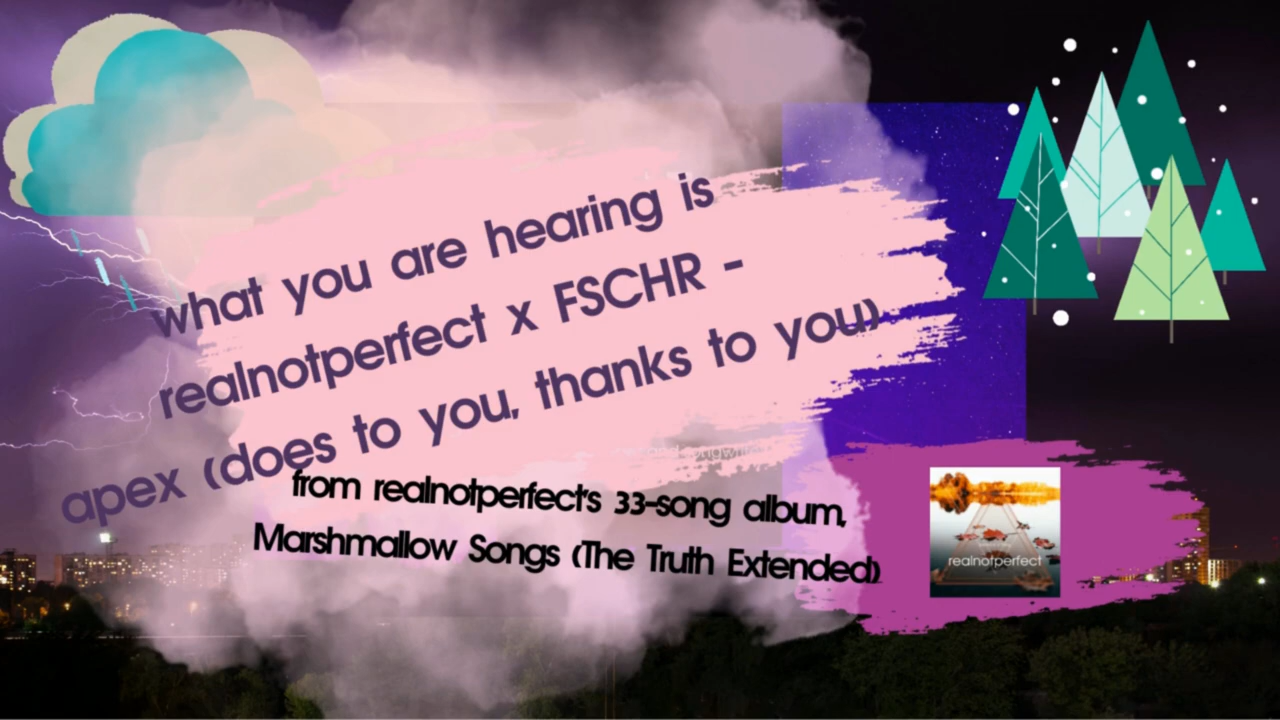 what you are hearing is
realnotperfect x FSCHR -
apex (does to you, thanks to you)
from realnotperfect's 33-song album,
Marshmallow Songs (The Truth Extended)
realnotperfect